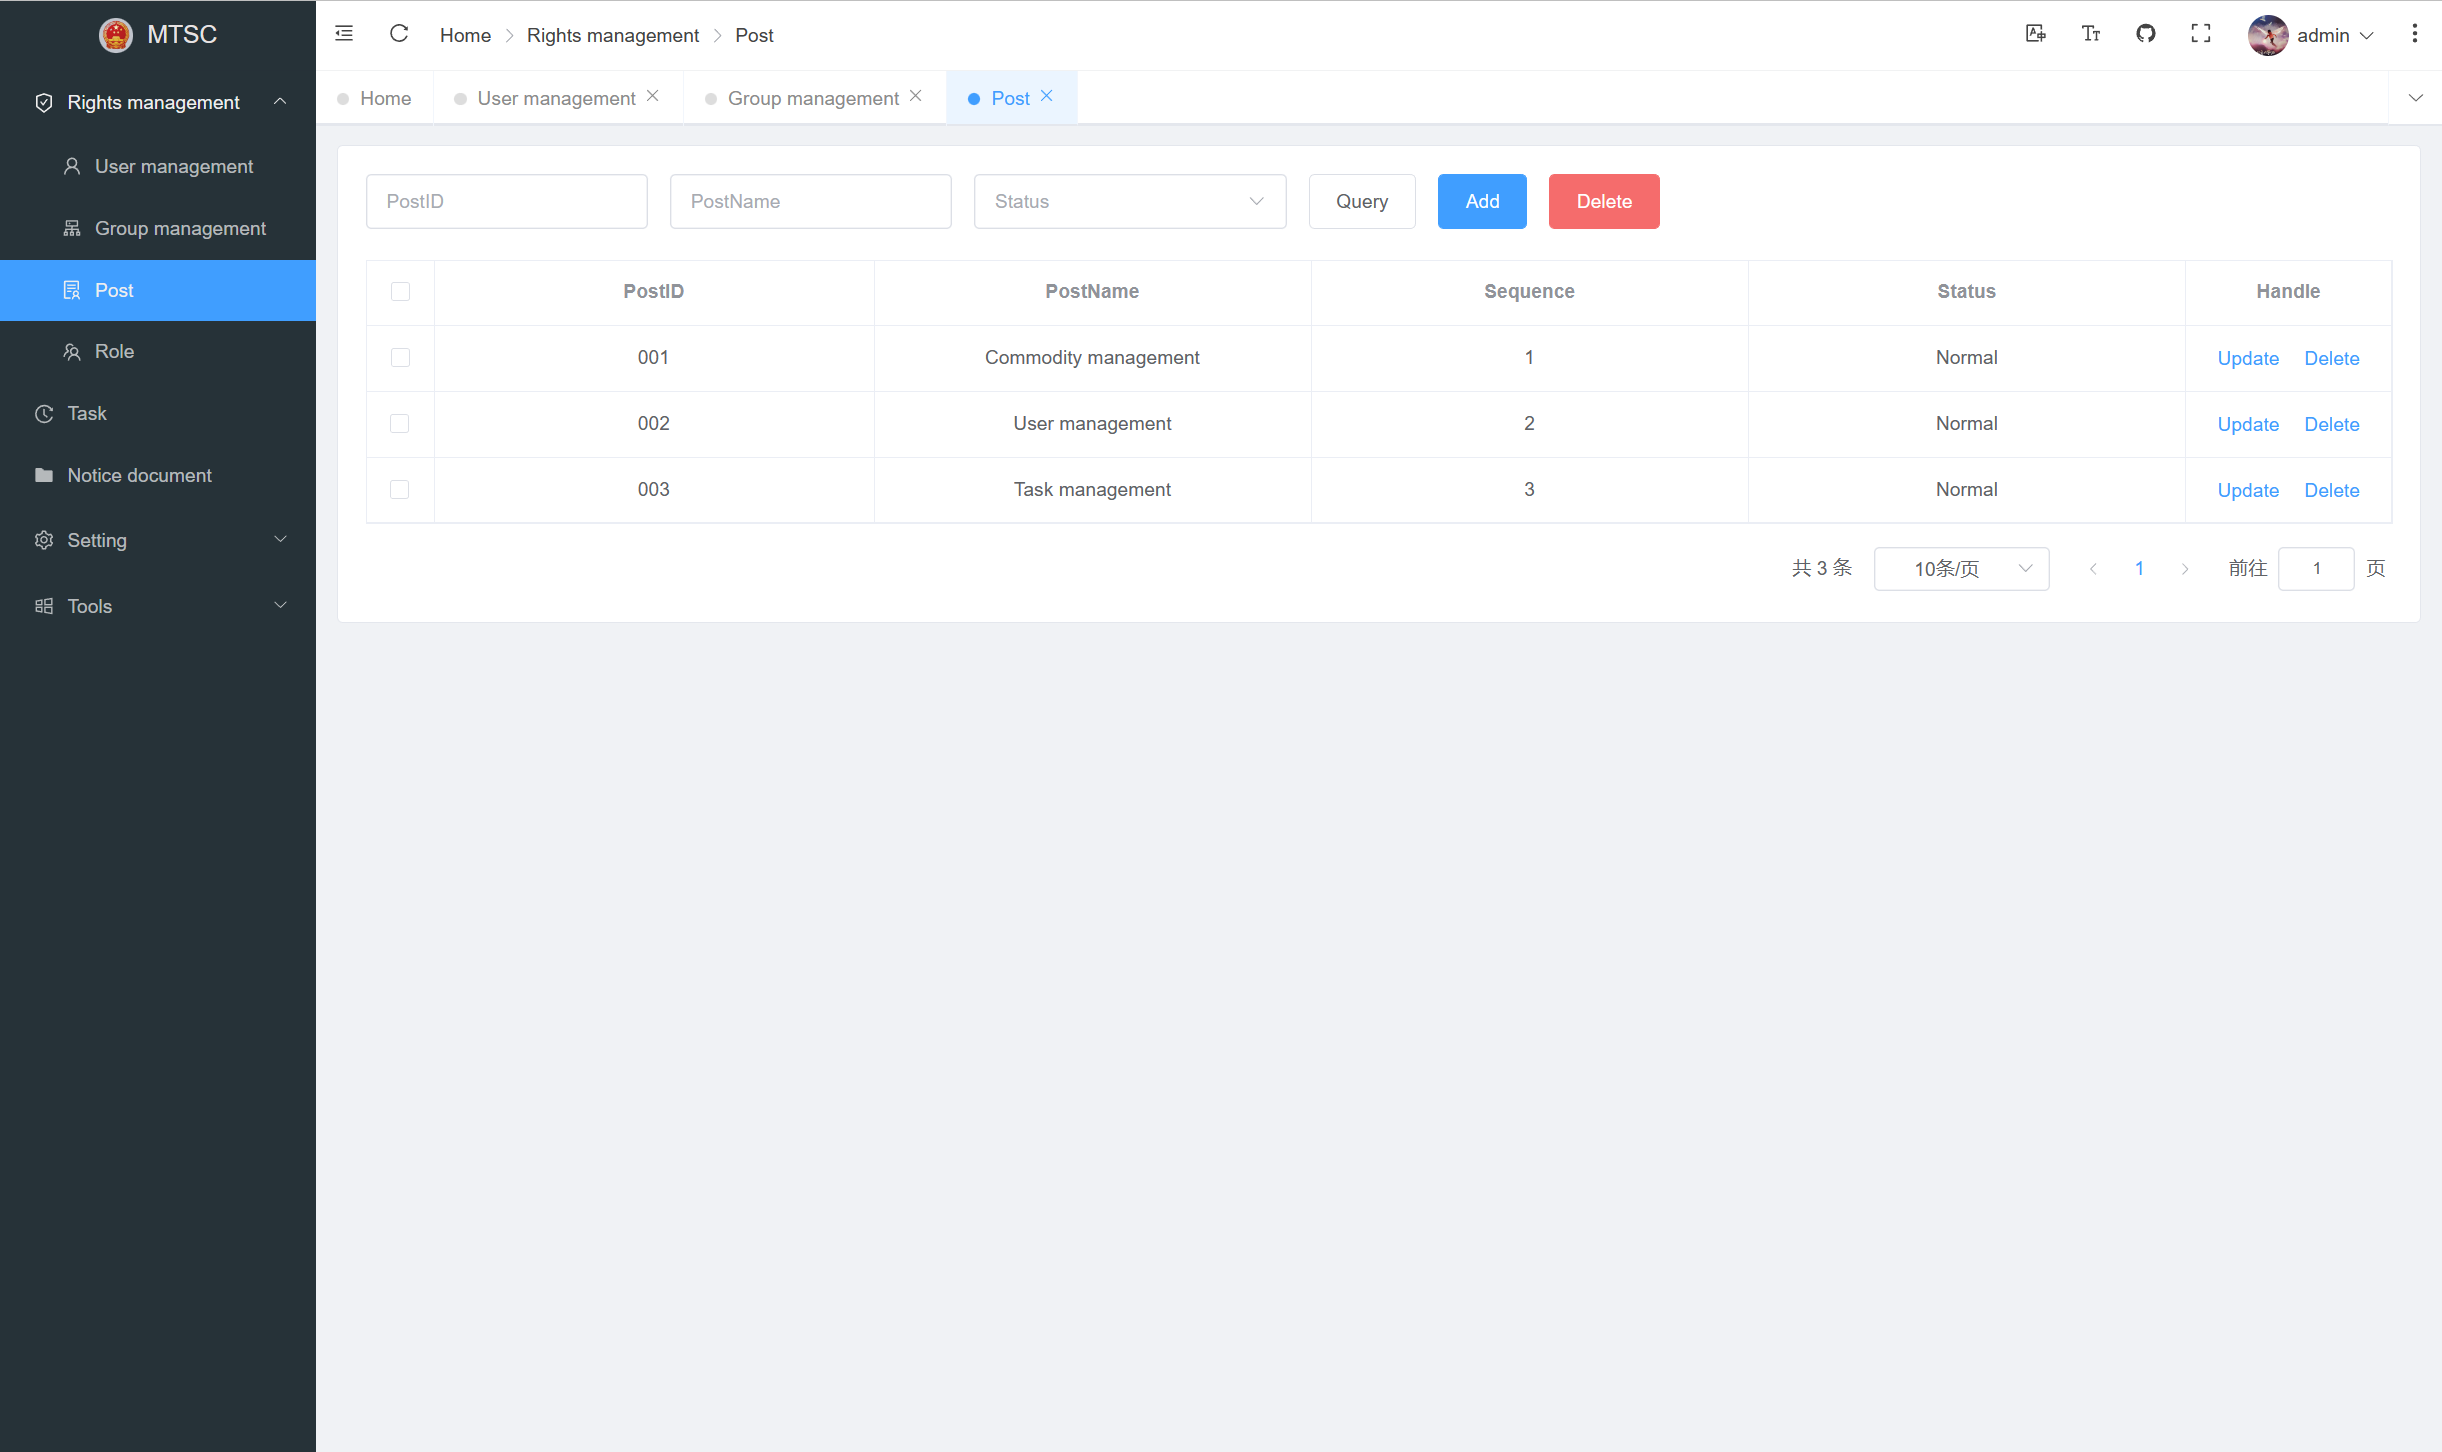 MTSC
Home Rights management Post
admin
Rights management
User management
Group management
Post
Role
Task
Notice document
Setting
Tools
Home User management Group management Post
PostID PostName Status Query Add Delete
PostID PostName Sequence Status Handle
001 Commodity management 1 Normal Update Delete
002 User management 2 Normal Update Delete
003 Task management 3 Normal Update Delete
共 3 条 10条/页 1 前往 1 页